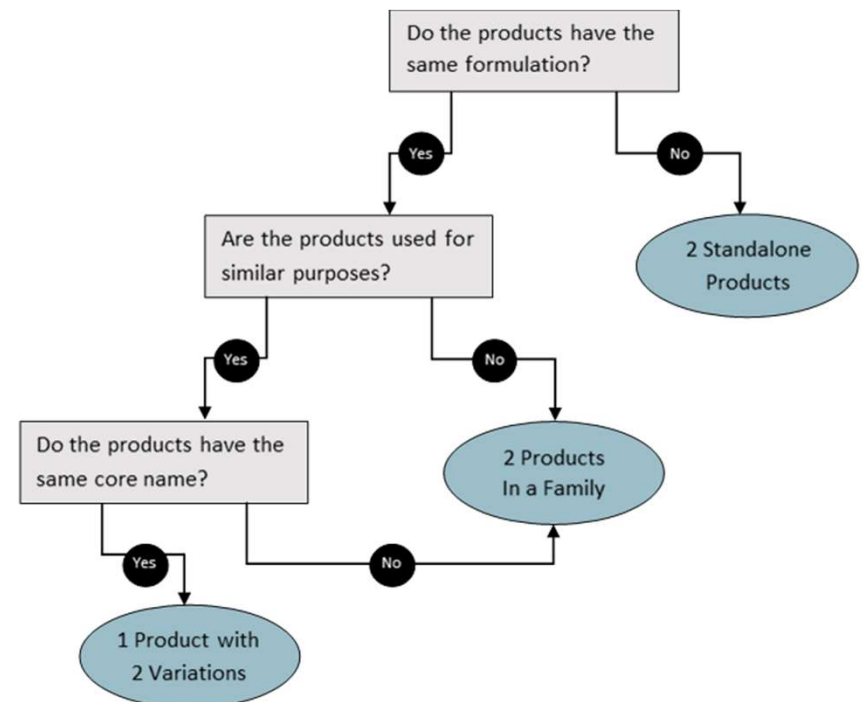 Do the products have the
same formulation?
Yes
No
Are the products used for
similar purposes?
2 Standalone
Products
Yes
No
Do the products have the
same core name?
2 Products
In a Family
Yes
No
1 Product with
2 Variations